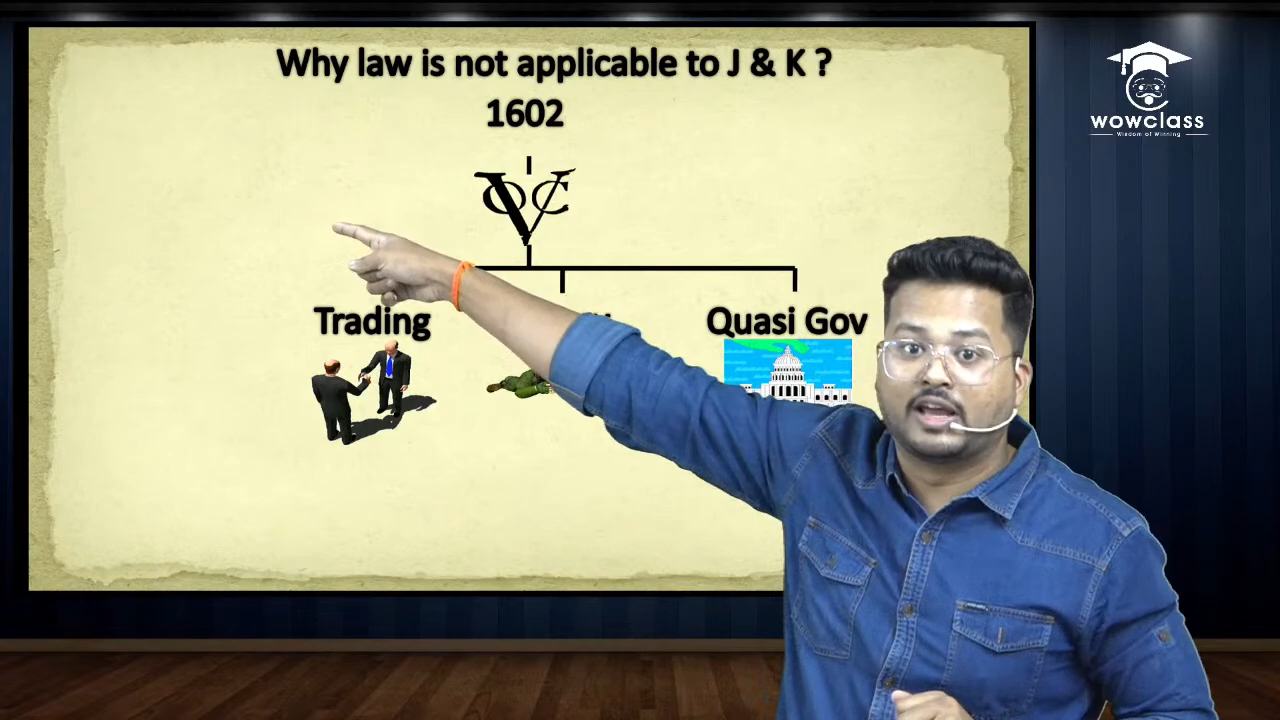 Why law is not applicable to J & K ?
1602
VOC
Trading
Quasi Gov
wowclass
Wisdom of Winning